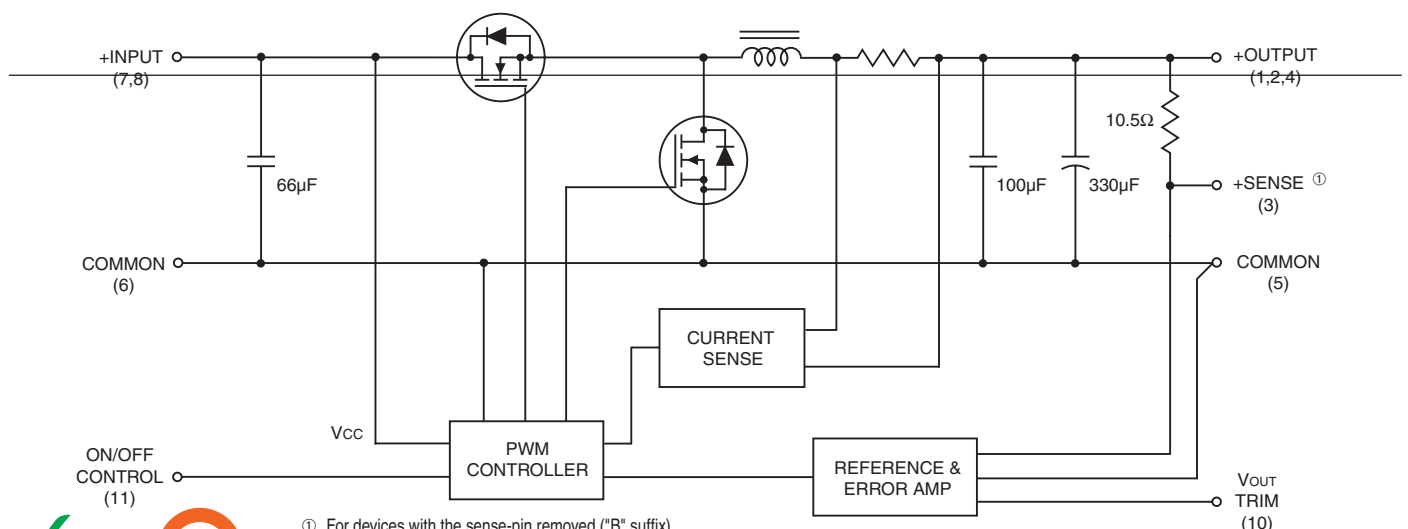 +INPUT
(7,8)
+OUTPUT
(1,2,4)
10.5Ω
66µF
100µF
330µF
+SENSE ①
(3)
COMMON
(6)
COMMON
(5)
CURRENT
SENSE
VCC
ON/OFF
CONTROL
(11)
PWM
CONTROLLER
REFERENCE &
ERROR AMP
VOUT
TRIM
(10)
① For devices with the sense-pin removed ("B" suffix)